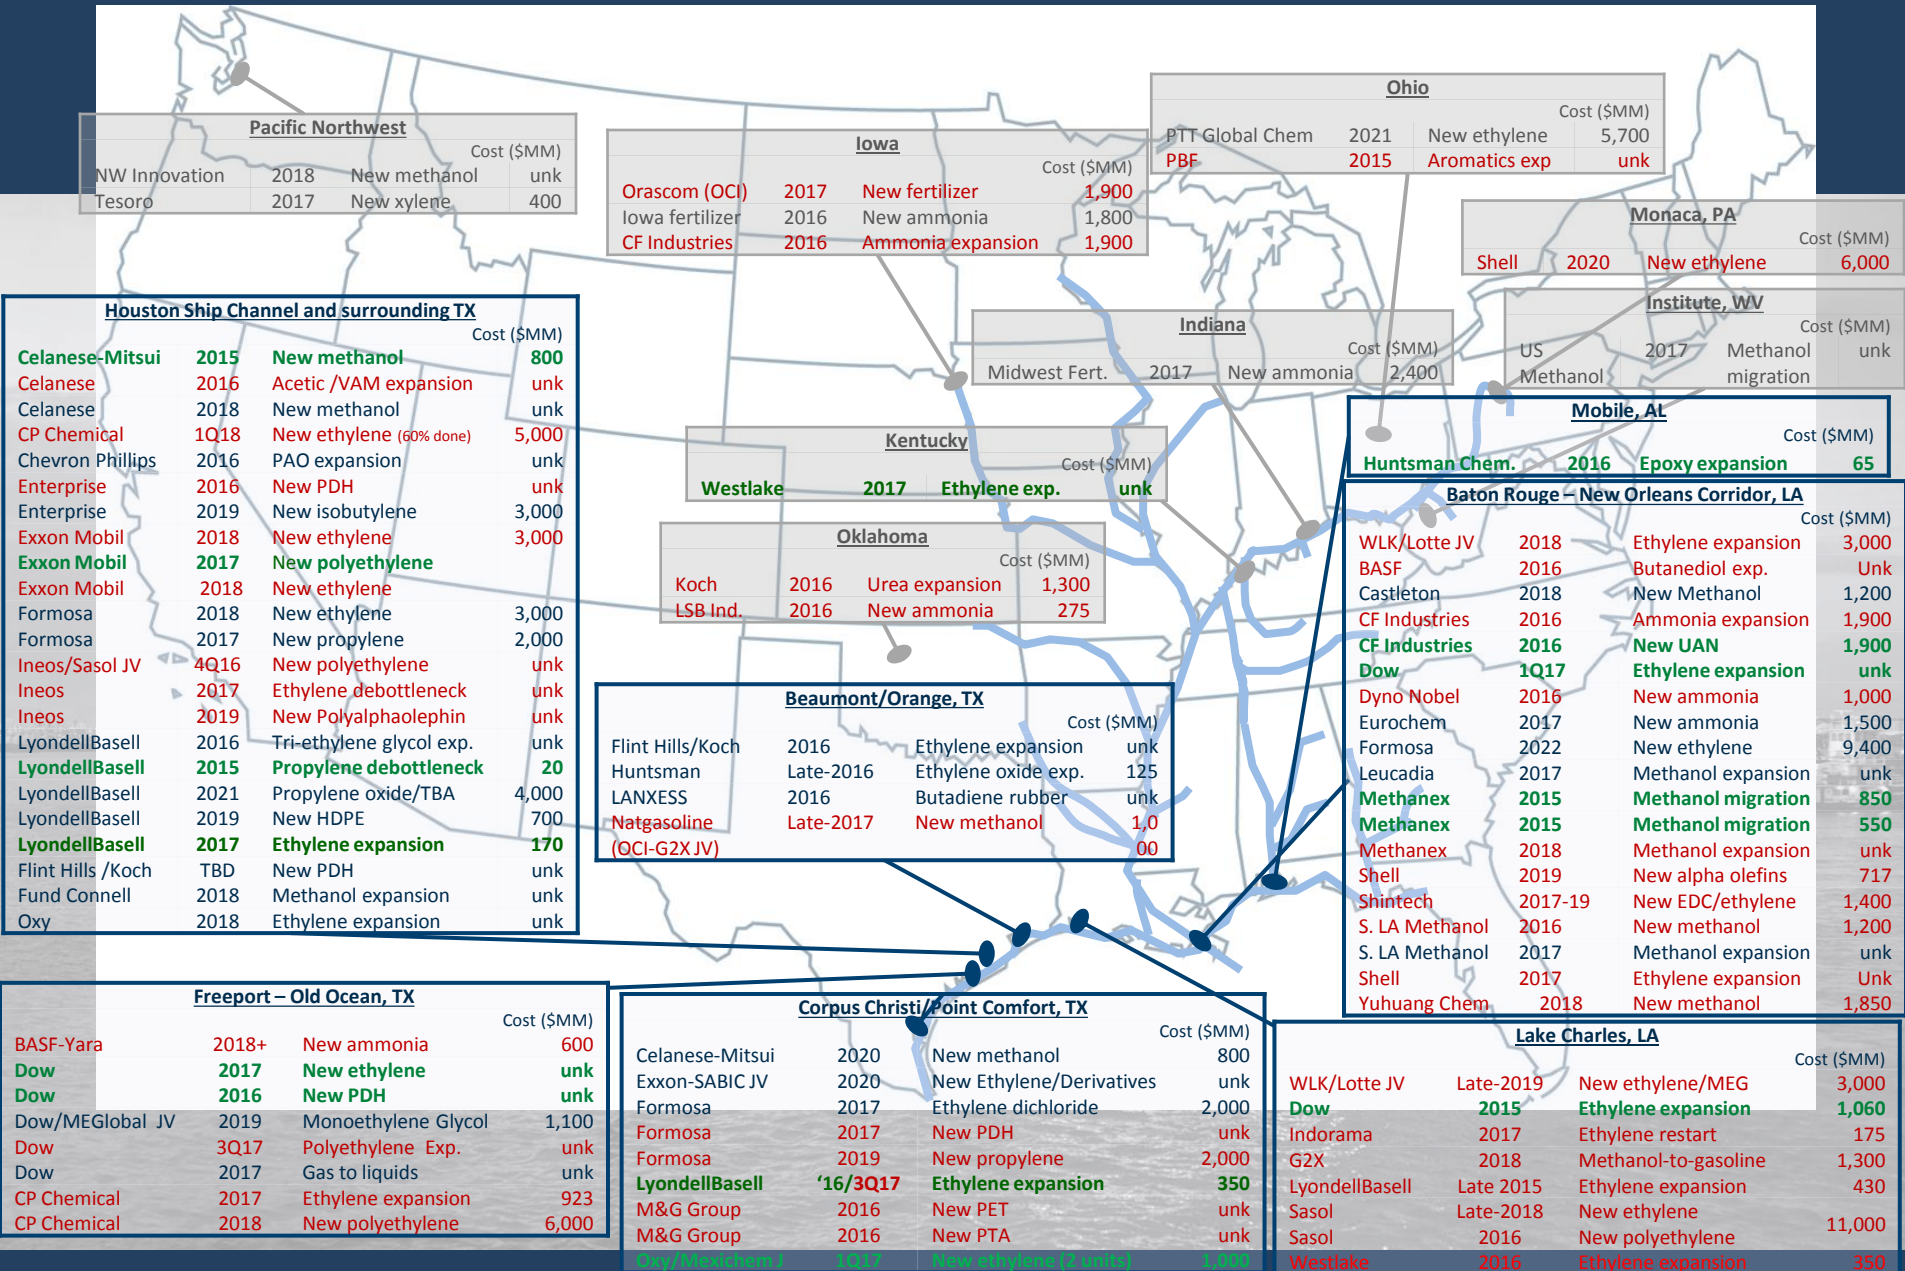 Pacific Northwest
Cost ($MM)
NW Innovation 2018 New methanol unk
Tesoro 2017 New xylene 400
Iowa
Cost ($MM)
Orascom (OCI) 2017 New fertilizer 1,900
Iowa fertilizer 2016 New ammonia 1,800
CF Industries 2016 Ammonia expansion 1,900
Ohio
Cost ($MM)
PTT Global Chem 2021 New ethylene 5,700
PBF 2015 Aromatics exp unk
Monaca, PA
Cost ($MM)
Shell 2020 New ethylene 6,000
Institute, WV
Cost ($MM)
US 2017 Methanol unk
Methanol migration
Indiana
Cost ($MM)
Midwest Fert. 2017 New ammonia 2,400
Houston Ship Channel and surrounding TX
Cost ($MM)
Celanese-Mitsui 2015 New methanol 800
Celanese 2016 Acetic /VAM expansion unk
Celanese 2018 New methanol unk
CP Chemical 1Q18 New ethylene (60% done) 5,000
Chevron Phillips 2016 PAO expansion unk
Enterprise 2016 New PDH unk
Enterprise 2019 New isobutylene 3,000
Exxon Mobil 2018 New ethylene 3,000
Exxon Mobil 2017 New polyethylene
Exxon Mobil 2018 New ethylene
Formosa 2018 New ethylene 3,000
Formosa 2017 New propylene 2,000
Ineos/Sasol JV 4Q16 New polyethylene unk
Ineos 2017 Ethylene debottleneck unk
Ineos 2019 New Polyalphaolephin unk
LyondellBasell 2016 Tri-ethylene glycol exp. unk
LyondellBasell 2015 Propylene debottleneck 20
LyondellBasell 2021 Propylene oxide/TBA 4,000
LyondellBasell 2019 New HDPE 700
LyondellBasell 2017 Ethylene expansion 170
Flint Hills /Koch TBD New PDH unk
Fund Connell 2018 Methanol expansion unk
Oxy 2018 Ethylene expansion unk
Kentucky
Cost ($MM)
Westlake 2017 Ethylene exp. unk
Oklahoma
Cost ($MM)
Koch 2016 Urea expansion 1,300
LSB Ind. 2016 New ammonia 275
Mobile, AL
Cost ($MM)
Huntsman Chem. 2016 Epoxy expansion 65
Baton Rouge – New Orleans Corridor, LA
Cost ($MM)
WLK/Lotte JV 2018 Ethylene expansion 3,000
BASF 2016 Butanediol exp. Unk
Castleton 2018 New Methanol 1,200
CF Industries 2016 Ammonia expansion 1,900
CF Industries 2016 New UAN 1,900
Dow 1Q17 Ethylene expansion unk
Dyno Nobel 2016 New ammonia 1,000
Eurochem 2017 New ammonia 1,500
Formosa 2022 New ethylene 9,400
Leucadia 2017 Methanol expansion unk
Methanex 2015 Methanol migration 850
Methanex 2015 Methanol migration 550
Methanex 2018 Methanol expansion unk
Shell 2019 New alpha olefins 717
Shintech 2017-19 New EDC/ethylene 1,400
S. LA Methanol 2016 New methanol 1,200
S. LA Methanol 2017 Methanol expansion unk
Shell 2017 Ethylene expansion Unk
Yuhuang Chem 2018 New methanol 1,850
Beaumont/Orange, TX
Cost ($MM)
Flint Hills/Koch 2016 Ethylene expansion unk
Huntsman Late-2016 Ethylene oxide exp. 125
LANXESS 2016 Butadiene rubber unk
Natgasoline Late-2017 New methanol 1,0
(OCI-G2X JV) 00
Freeport – Old Ocean, TX
Cost ($MM)
BASF-Yara 2018+ New ammonia 600
Dow 2017 New ethylene unk
Dow 2016 New PDH unk
Dow/MEGlobal JV 2019 Monoethylene Glycol 1,100
Dow 3Q17 Polyethylene Exp. unk
Dow 2017 Gas to liquids unk
CP Chemical 2017 Ethylene expansion 923
CP Chemical 2018 New polyethylene 6,000
Corpus Christi/Point Comfort, TX
Cost ($MM)
Celanese-Mitsui 2020 New methanol 800
Exxon-SABIC JV 2020 New Ethylene/Derivatives unk
Formosa 2017 Ethylene dichloride 2,000
Formosa 2017 New PDH unk
Formosa 2019 New propylene 2,000
LyondellBasell ‘16/3Q17 Ethylene expansion 350
M&G Group 2016 New PET unk
M&G Group 2016 New PTA unk
Oxy/Mexichem J 1Q17 New ethylene (2 units) 1,000
Lake Charles, LA
Cost ($MM)
WLK/Lotte JV Late-2019 New ethylene/MEG 3,000
Dow 2015 Ethylene expansion 1,060
Indorama 2017 Ethylene restart 175
G2X 2018 Methanol-to-gasoline 1,300
LyondellBasell Late 2015 Ethylene expansion 430
Sasol Late-2018 New ethylene
11,000
Sasol 2016 New polyethylene
Westlake 2016 Ethylene expansion 350